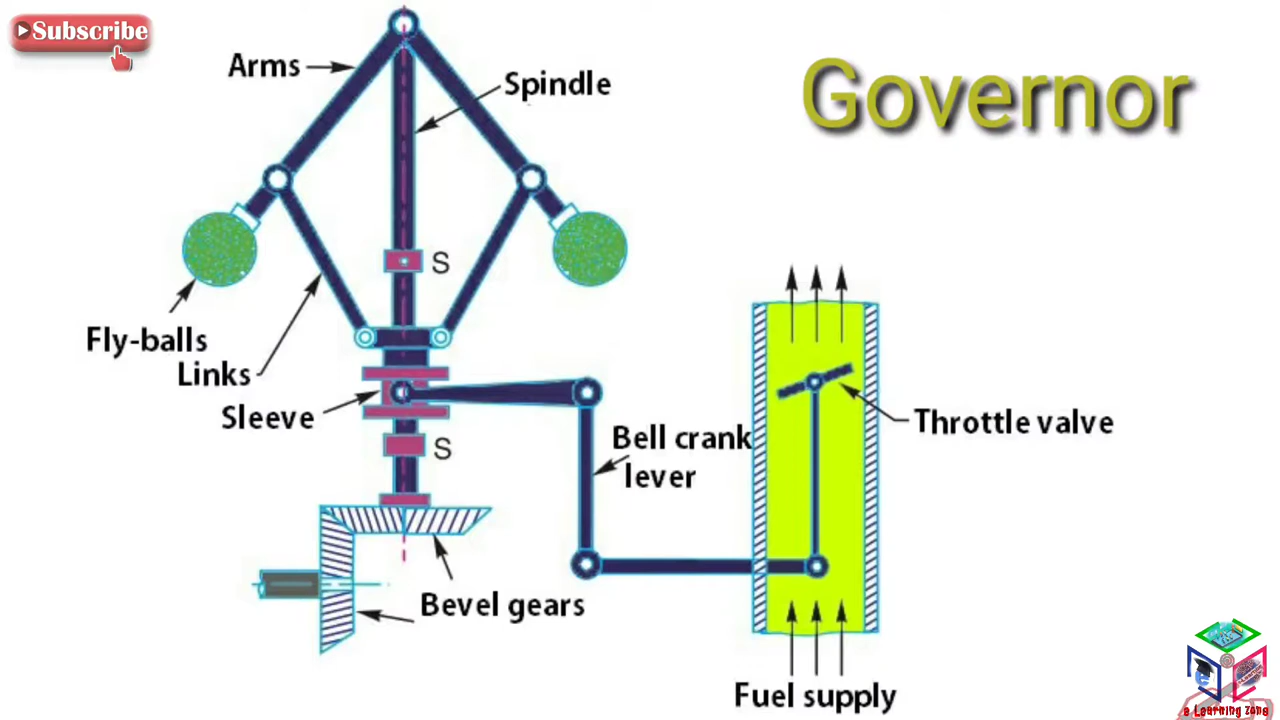 Subscribe
Governor
Arms
Spindle
S
Fly-balls
Links
Sleeve
S
Bell crank
lever
Throttle valve
Bevel gears
Fuel supply
e Learning zone